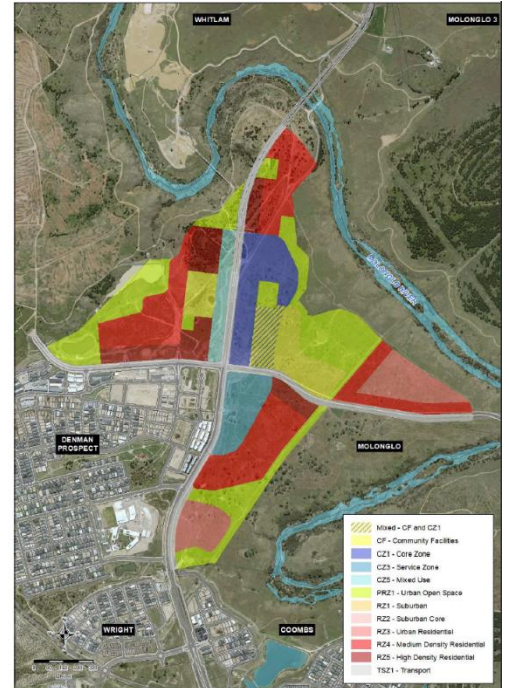 WHITLAM
MOLONGLO 3
MOLONGLO RIVER
DENMAN
PROSPECT
MOLONGLO
WRIGHT
COOMBS
Mixed - CF and CZ1
CF - Community Facilities
CZ1 - Core Zone
CZ3 - Service Zone
CZ5 - Mixed Use
PRZ1 - Urban Open Space
RZ1 - Suburban
RZ2 - Suburban Core
RZ3 - Urban Residential
RZ4 - Medium Density Residential
RZ5 - High Density Residential
TSZ1 - Transport